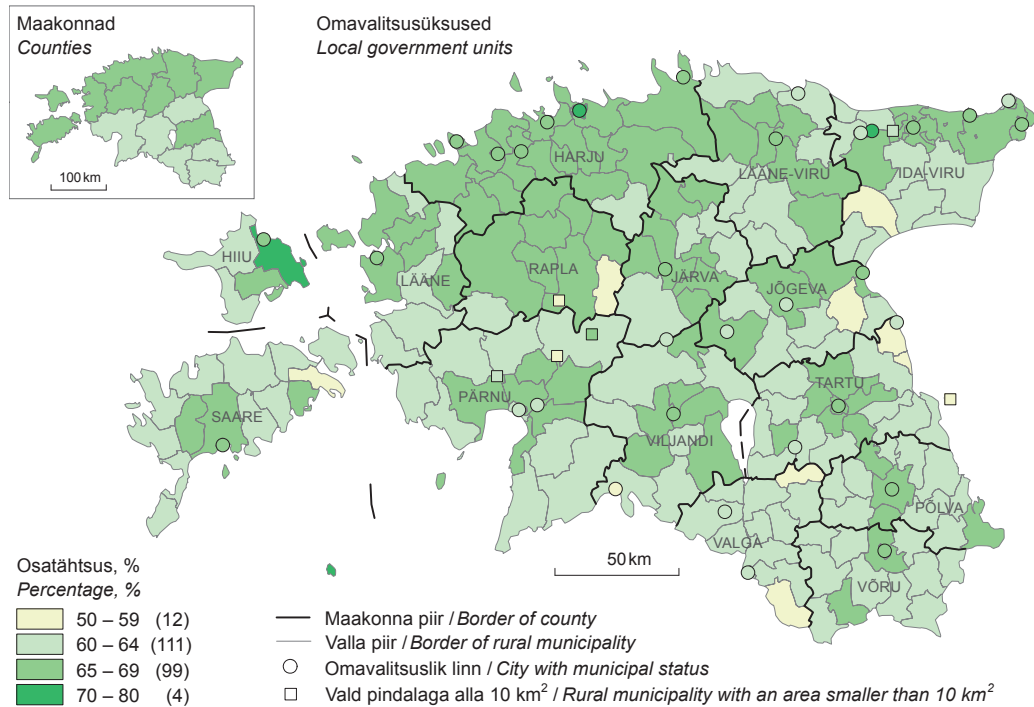 Maakonnad
Counties
100 km
Omavalitsusüksused
Local government units
HARJU
LÄÄNE-VIRU
IDA-VIRU
HIIU
LÄÄNE
RAPLA
JÄRVA
JÕGEVA
SAARE
PÄRNU
VILJANDI
TARTU
PÕLVA
VALGA
VÕRU
50 km
Osatähtsus, %
Percentage, %
50 – 59 (12)
60 – 64 (111)
65 – 69 (99)
70 – 80 (4)
Maakonna piir / Border of county
Valla piir / Border of rural municipality
Omavalitsuslik linn / City with municipal status
Vald pindalaga alla 10 km² / Rural municipality with an area smaller than 10 km²